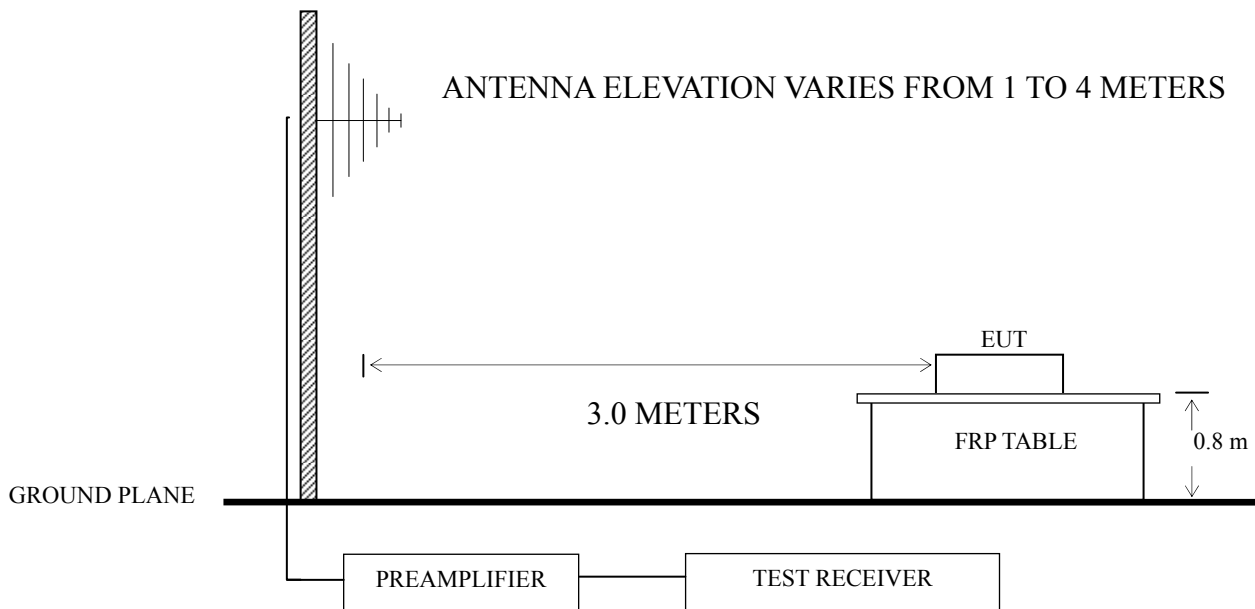 ANTENNA ELEVATION VARIES FROM 1 TO 4 METERS
EUT
3.0 METERS
FRP TABLE
0.8 m
GROUND PLANE
PREAMPLIFIER
TEST RECEIVER